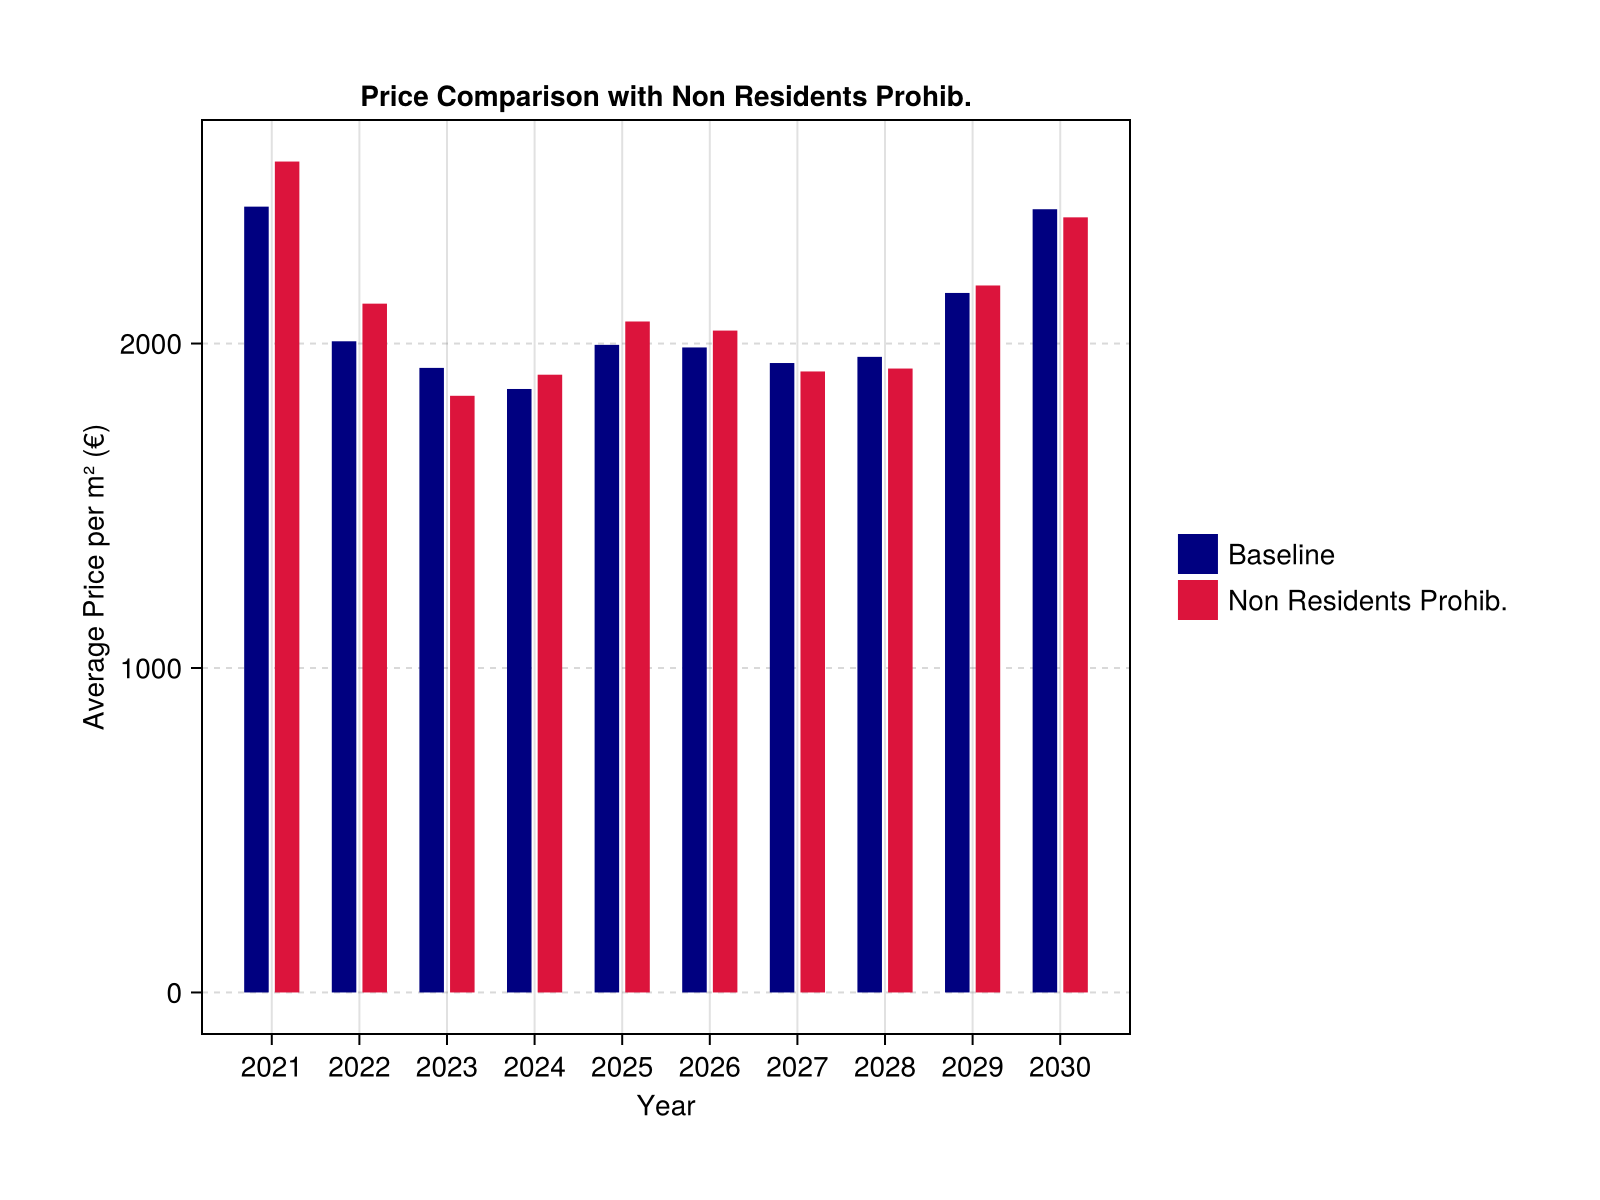 Price Comparison with Non Residents Prohib.
Average Price per m² (€)
2000
1000
0
2021 2022 2023 2024 2025 2026 2027 2028 2029 2030
Year
Baseline
Non Residents Prohib.